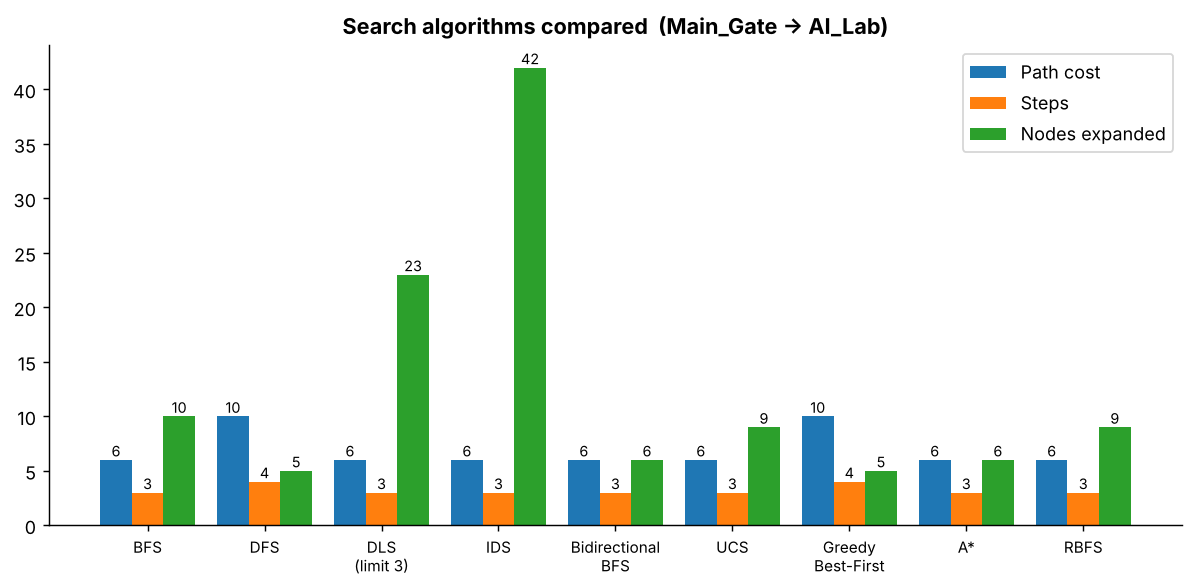 Search algorithms compared  (Main_Gate → AI_Lab)
Path cost
Steps
Nodes expanded
40
35
30
25
20
15
10
5
0
6
3
10
10
4
5
6
3
23
6
3
42
6
3
6
6
3
9
10
4
5
6
3
6
6
3
9
BFS
DFS
DLS
(limit 3)
IDS
Bidirectional
BFS
UCS
Greedy
Best-First
A*
RBFS